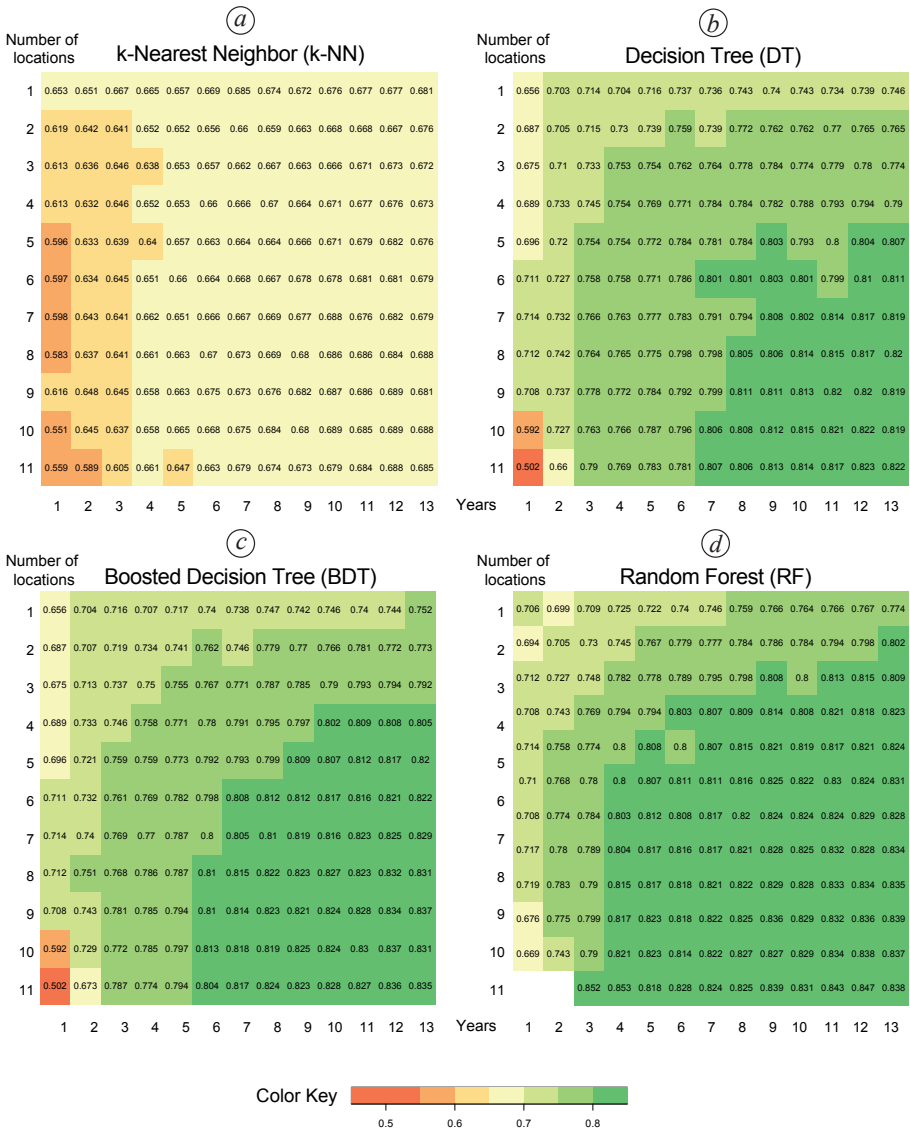 a
Number of
locations
k-Nearest Neighbor (k-NN)
1 0.653 0.651 0.667 0.665 0.657 0.669 0.685 0.674 0.672 0.676 0.677 0.677 0.681
2 0.619 0.642 0.641 0.652 0.652 0.656 0.66 0.659 0.663 0.668 0.668 0.667 0.676
3 0.613 0.636 0.646 0.638 0.653 0.657 0.662 0.667 0.663 0.666 0.671 0.673 0.672
4 0.613 0.632 0.646 0.652 0.653 0.66 0.666 0.67 0.664 0.671 0.677 0.676 0.673
5 0.596 0.633 0.639 0.64 0.657 0.663 0.664 0.664 0.666 0.671 0.679 0.682 0.676
6 0.597 0.634 0.645 0.651 0.66 0.664 0.668 0.667 0.678 0.678 0.681 0.681 0.679
7 0.598 0.643 0.641 0.662 0.651 0.666 0.667 0.669 0.677 0.688 0.676 0.682 0.679
8 0.583 0.637 0.641 0.661 0.663 0.67 0.673 0.669 0.68 0.686 0.686 0.684 0.688
9 0.616 0.648 0.645 0.658 0.663 0.675 0.673 0.676 0.682 0.687 0.686 0.689 0.681
10 0.551 0.645 0.637 0.658 0.665 0.668 0.675 0.684 0.68 0.689 0.685 0.689 0.688
11 0.559 0.589 0.605 0.661 0.647 0.663 0.679 0.674 0.673 0.679 0.684 0.688 0.685
1 2 3 4 5 6 7 8 9 10 11 12 13
Years
b
Number of
locations
Decision Tree (DT)
1 0.656 0.703 0.714 0.704 0.716 0.737 0.736 0.743 0.74 0.743 0.734 0.739 0.746
2 0.687 0.705 0.715 0.73 0.739 0.759 0.739 0.772 0.762 0.762 0.77 0.765 0.765
3 0.675 0.71 0.733 0.753 0.754 0.762 0.764 0.778 0.784 0.774 0.779 0.78 0.774
4 0.689 0.733 0.745 0.754 0.769 0.771 0.784 0.784 0.782 0.788 0.793 0.794 0.79
5 0.696 0.72 0.754 0.754 0.772 0.784 0.781 0.784 0.803 0.793 0.8 0.804 0.807
6 0.711 0.727 0.758 0.758 0.771 0.786 0.801 0.801 0.803 0.801 0.799 0.81 0.811
7 0.714 0.732 0.766 0.763 0.777 0.783 0.791 0.794 0.808 0.802 0.814 0.817 0.819
8 0.712 0.742 0.764 0.765 0.775 0.798 0.798 0.805 0.806 0.814 0.815 0.817 0.82
9 0.708 0.737 0.778 0.772 0.784 0.792 0.799 0.811 0.811 0.813 0.82 0.82 0.819
10 0.592 0.727 0.763 0.766 0.787 0.796 0.806 0.808 0.812 0.815 0.821 0.822 0.819
11 0.502 0.66 0.79 0.769 0.783 0.781 0.807 0.806 0.813 0.814 0.817 0.823 0.822
1 2 3 4 5 6 7 8 9 10 11 12 13
c
Number of
locations
Boosted Decision Tree (BDT)
1 0.656 0.704 0.716 0.707 0.717 0.74 0.738 0.747 0.742 0.746 0.74 0.744 0.752
2 0.687 0.707 0.719 0.734 0.741 0.762 0.746 0.779 0.77 0.766 0.781 0.772 0.773
3 0.675 0.713 0.737 0.75 0.755 0.767 0.771 0.787 0.785 0.79 0.793 0.794 0.792
4 0.689 0.733 0.746 0.758 0.771 0.78 0.791 0.795 0.797 0.802 0.809 0.808 0.805
5 0.696 0.721 0.759 0.759 0.773 0.792 0.793 0.799 0.809 0.807 0.812 0.817 0.82
6 0.711 0.732 0.761 0.769 0.782 0.798 0.808 0.812 0.812 0.817 0.816 0.821 0.822
7 0.714 0.74 0.769 0.77 0.787 0.8 0.805 0.81 0.819 0.816 0.823 0.825 0.829
8 0.712 0.751 0.768 0.786 0.787 0.81 0.815 0.822 0.823 0.827 0.823 0.832 0.831
9 0.708 0.743 0.781 0.785 0.794 0.81 0.814 0.823 0.821 0.824 0.828 0.834 0.837
10 0.592 0.729 0.772 0.785 0.797 0.813 0.818 0.819 0.825 0.824 0.83 0.837 0.831
11 0.502 0.673 0.787 0.774 0.794 0.804 0.817 0.824 0.823 0.828 0.827 0.836 0.835
1 2 3 4 5 6 7 8 9 10 11 12 13
Years
d
Number of
locations
Random Forest (RF)
1 0.706 0.699 0.709 0.725 0.722 0.74 0.746 0.759 0.766 0.764 0.766 0.767 0.774
2 0.694 0.705 0.73 0.745 0.767 0.779 0.777 0.784 0.786 0.784 0.794 0.798 0.802
3 0.712 0.727 0.748 0.782 0.778 0.789 0.795 0.789 0.808 0.8 0.813 0.815 0.809
4 0.708 0.743 0.769 0.794 0.794 0.803 0.807 0.809 0.814 0.808 0.821 0.818 0.823
5 0.714 0.758 0.774 0.8 0.808 0.8 0.807 0.815 0.821 0.819 0.817 0.821 0.824
6 0.71 0.768 0.78 0.8 0.807 0.811 0.811 0.816 0.825 0.822 0.83 0.824 0.831
7 0.708 0.774 0.784 0.803 0.812 0.808 0.817 0.82 0.824 0.824 0.824 0.829 0.828
0.717 0.78 0.789 0.804 0.817 0.816 0.817 0.821 0.828 0.825 0.832 0.828 0.834
8 0.719 0.783 0.79 0.815 0.817 0.818 0.821 0.822 0.829 0.828 0.833 0.834 0.835
9 0.676 0.775 0.799 0.817 0.823 0.818 0.822 0.825 0.836 0.829 0.832 0.836 0.839
10 0.669 0.743 0.79 0.821 0.823 0.814 0.822 0.827 0.827 0.829 0.834 0.838 0.837
11 0.852 0.853 0.818 0.828 0.824 0.825 0.839 0.831 0.843 0.847 0.838
1 2 3 4 5 6 7 8 9 10 11 12 13
Color Key
0.5 0.6 0.7 0.8